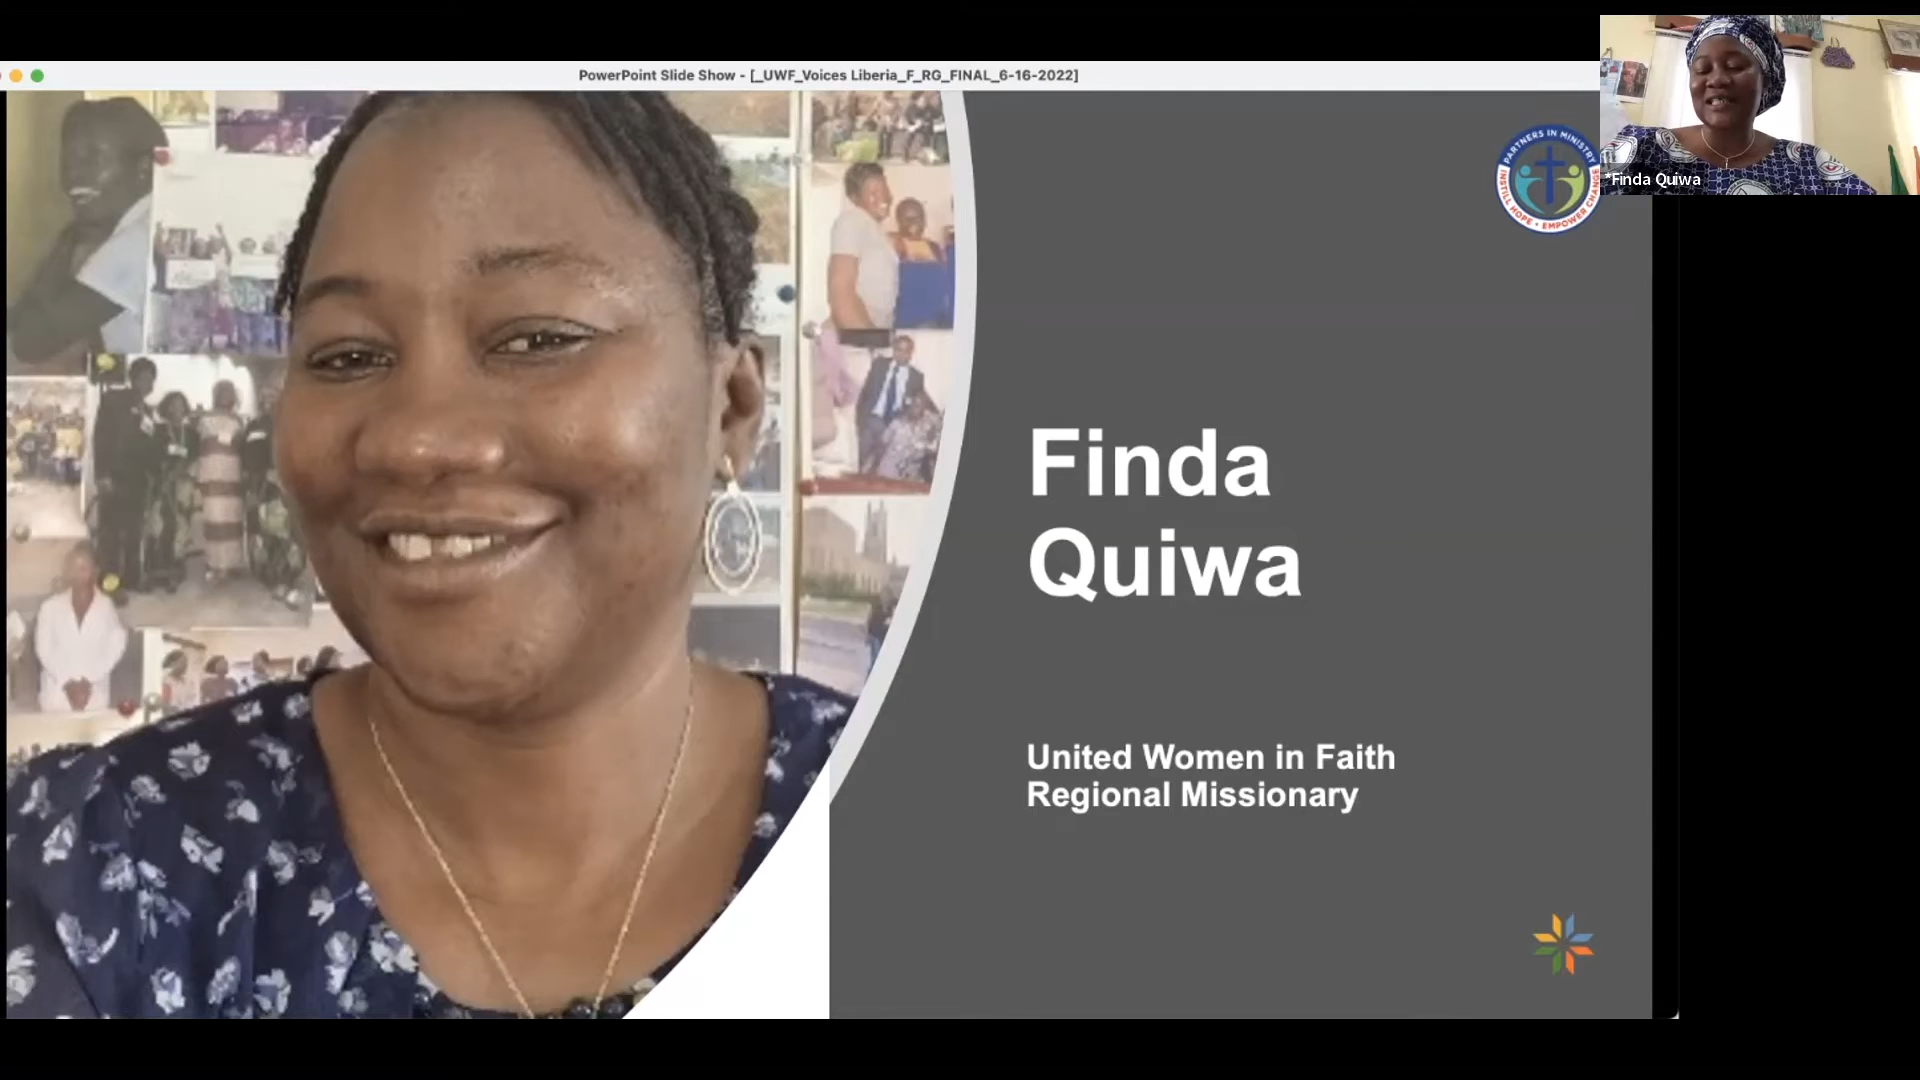 PowerPoint Slide Show - [_UWF_Voices Liberia_F_RG_FINAL_6-16-2022]
PARTNERS IN MINISTRY
INSTILL HOPE • EMPOWER CHANGE
*Finda Quiwa
Finda
Quiwa
United Women in Faith
Regional Missionary